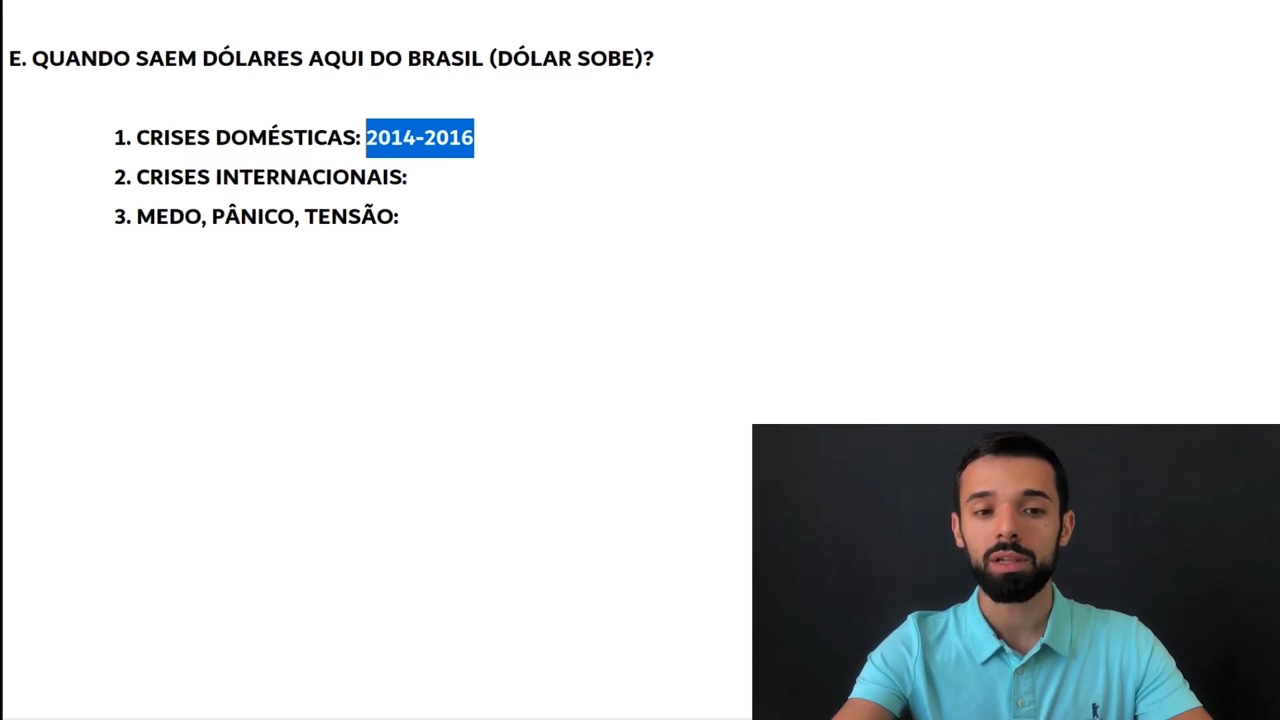 E. QUANDO SAEM DÓLARES AQUI DO BRASIL (DÓLAR SOBE)?
1. CRISES DOMÉSTICAS: 2014-2016
2. CRISES INTERNACIONAIS:
3. MEDO, PÂNICO, TENSÃO: